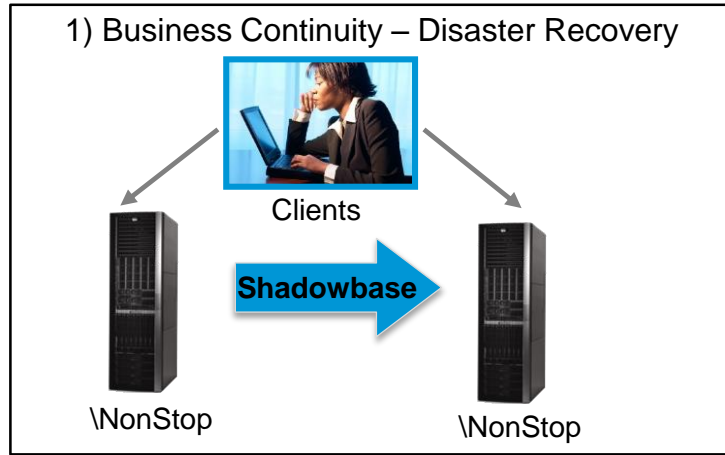 1) Business Continuity – Disaster Recovery
Clients
Shadowbase
\NonStop
\NonStop